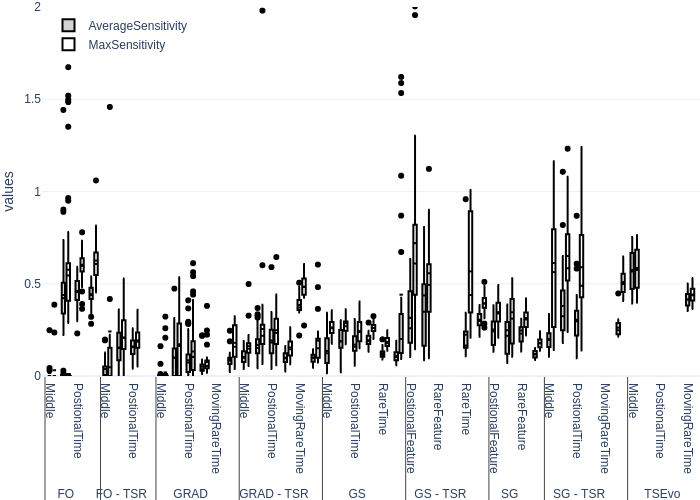 2
AverageSensitivity
MaxSensitivity
1.5
values
1
0.5
0
Middle
PostionalTime
Middle
PostionalTime
Middle
PostionalTime
MovingRareTime
Middle
PostionalTime
MovingRareTime
Middle
PostionalTime
RareTime
PostionalFeature
RareFeature
RareTime
PostionalFeature
RareFeature
Middle
PostionalTime
MovingRareTime
Middle
PostionalTime
MovingRareTime
FO
FO - TSR
GRAD
GRAD - TSR
GS
GS - TSR
SG
SG - TSR
TSEvo